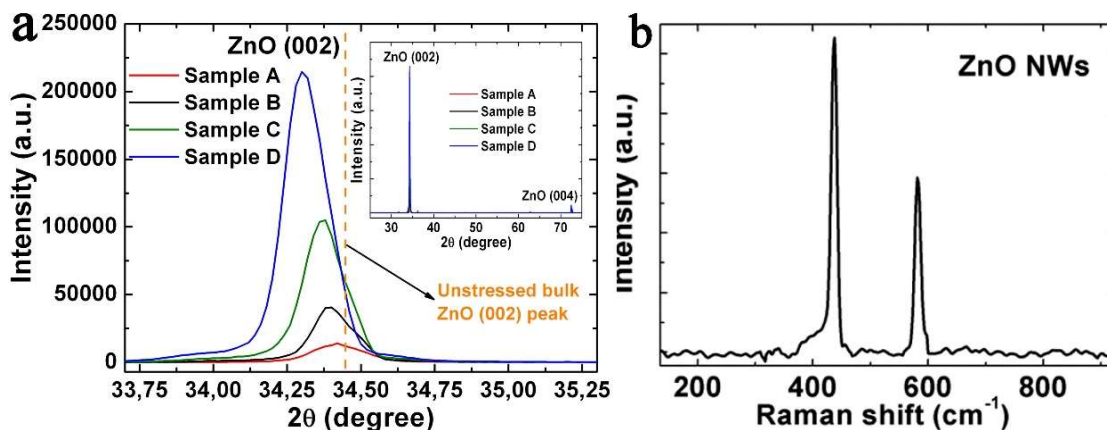 a
250000
200000
150000
100000
50000
0
Intensity (a.u.)
ZnO (002)
Sample A
Sample B
Sample C
Sample D
33,75
34,00
34,25
34,50
34,75
35,00
35,25
2θ (degree)
Unstressed bulk
ZnO (002) peak
ZnO (002)
Sample A
Sample B
Sample C
Sample D
ZnO (004)
Intensity (a.u.)
30
40
50
60
70
2θ (degree)
b
ZnO NWs
Intensity (a.u.)
200
400
600
800
Raman shift (cm⁻¹)